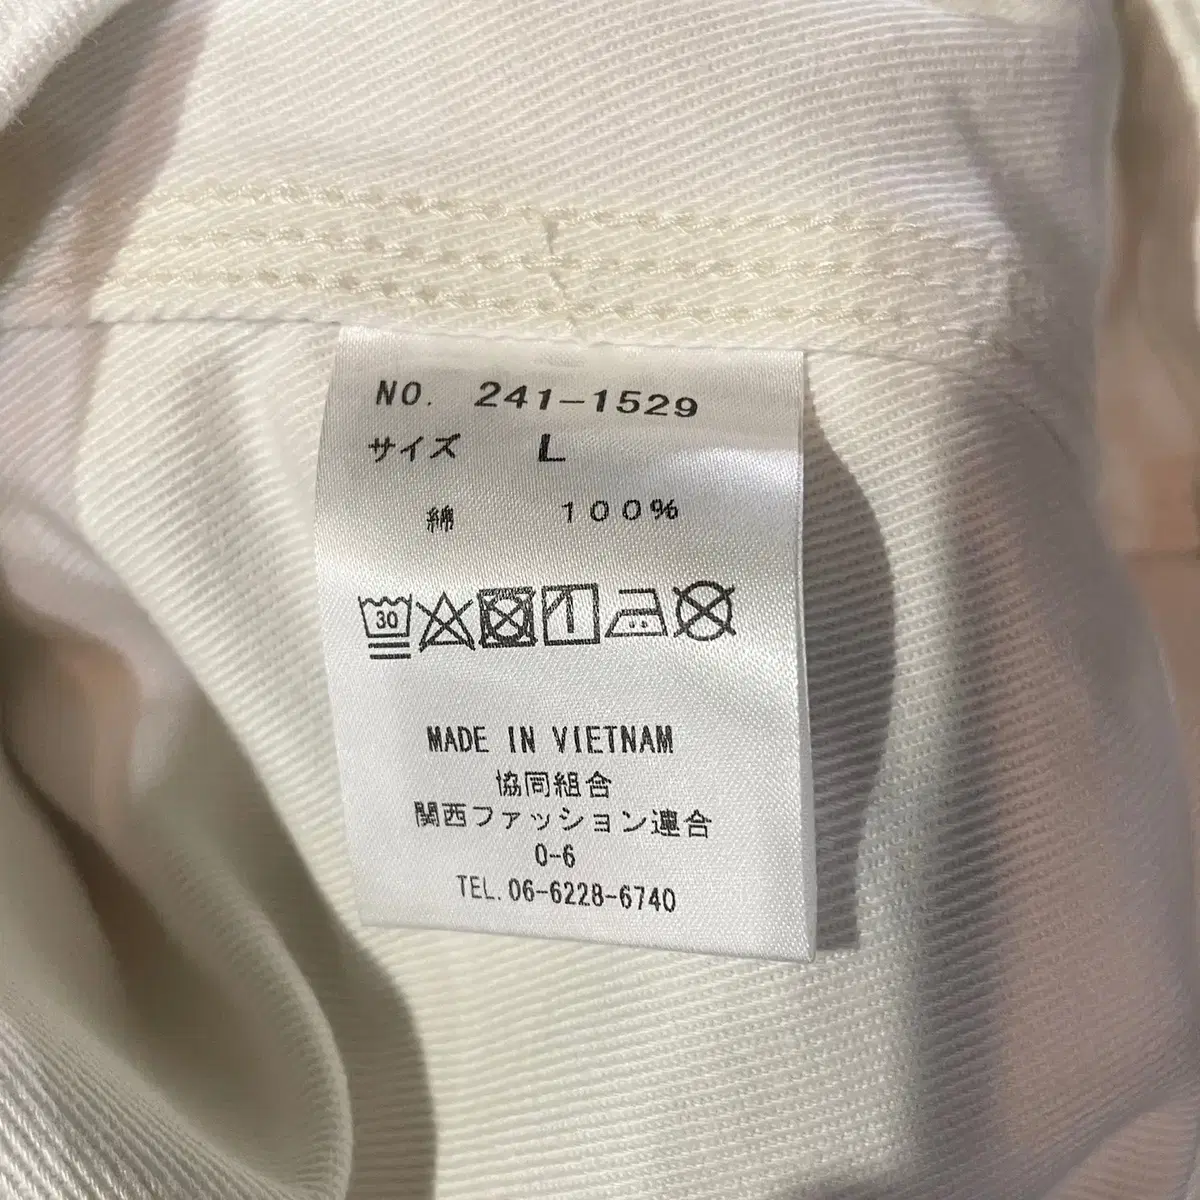 NO. 241-1529
サイズ L
綿 100%
30
MADE IN VIETNAM
協同組合
関西ファッション連合
0-6
TEL. 06-6228-6740